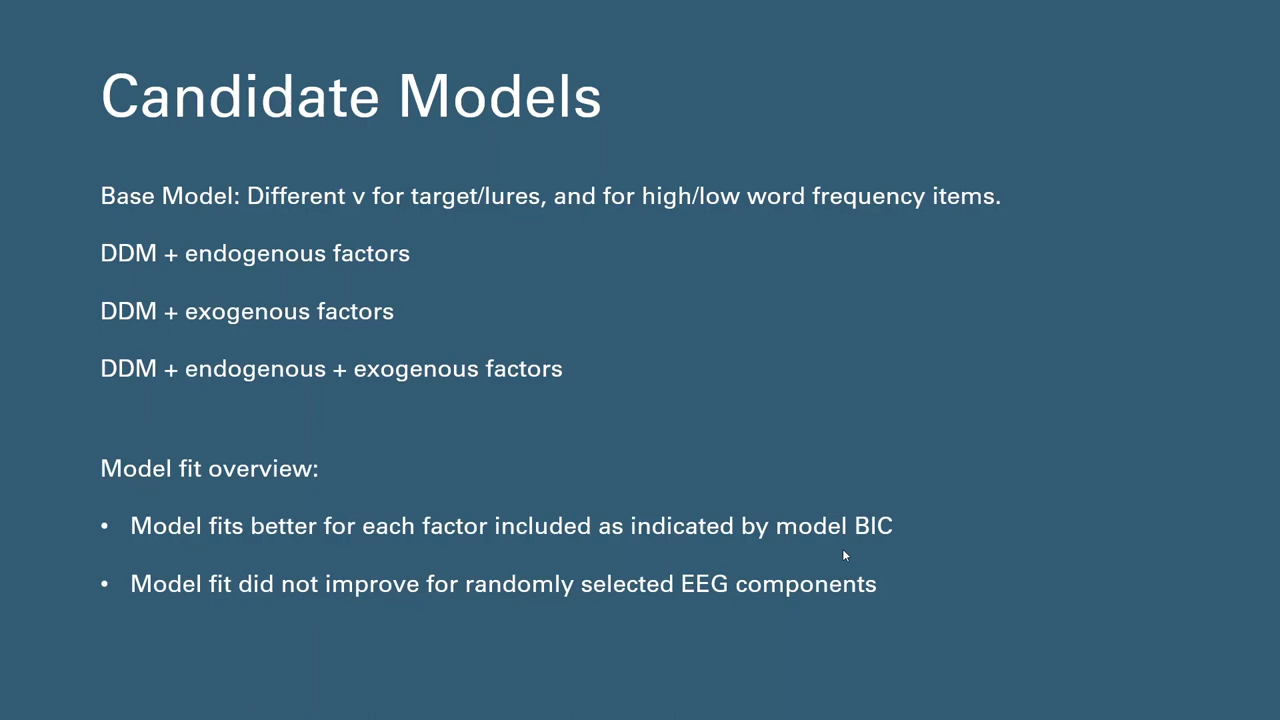 Candidate Models
Base Model: Different v for target/lures, and for high/low word frequency items.
DDM + endogenous factors
DDM + exogenous factors
DDM + endogenous + exogenous factors
Model fit overview:
• Model fits better for each factor included as indicated by model BIC
• Model fit did not improve for randomly selected EEG components